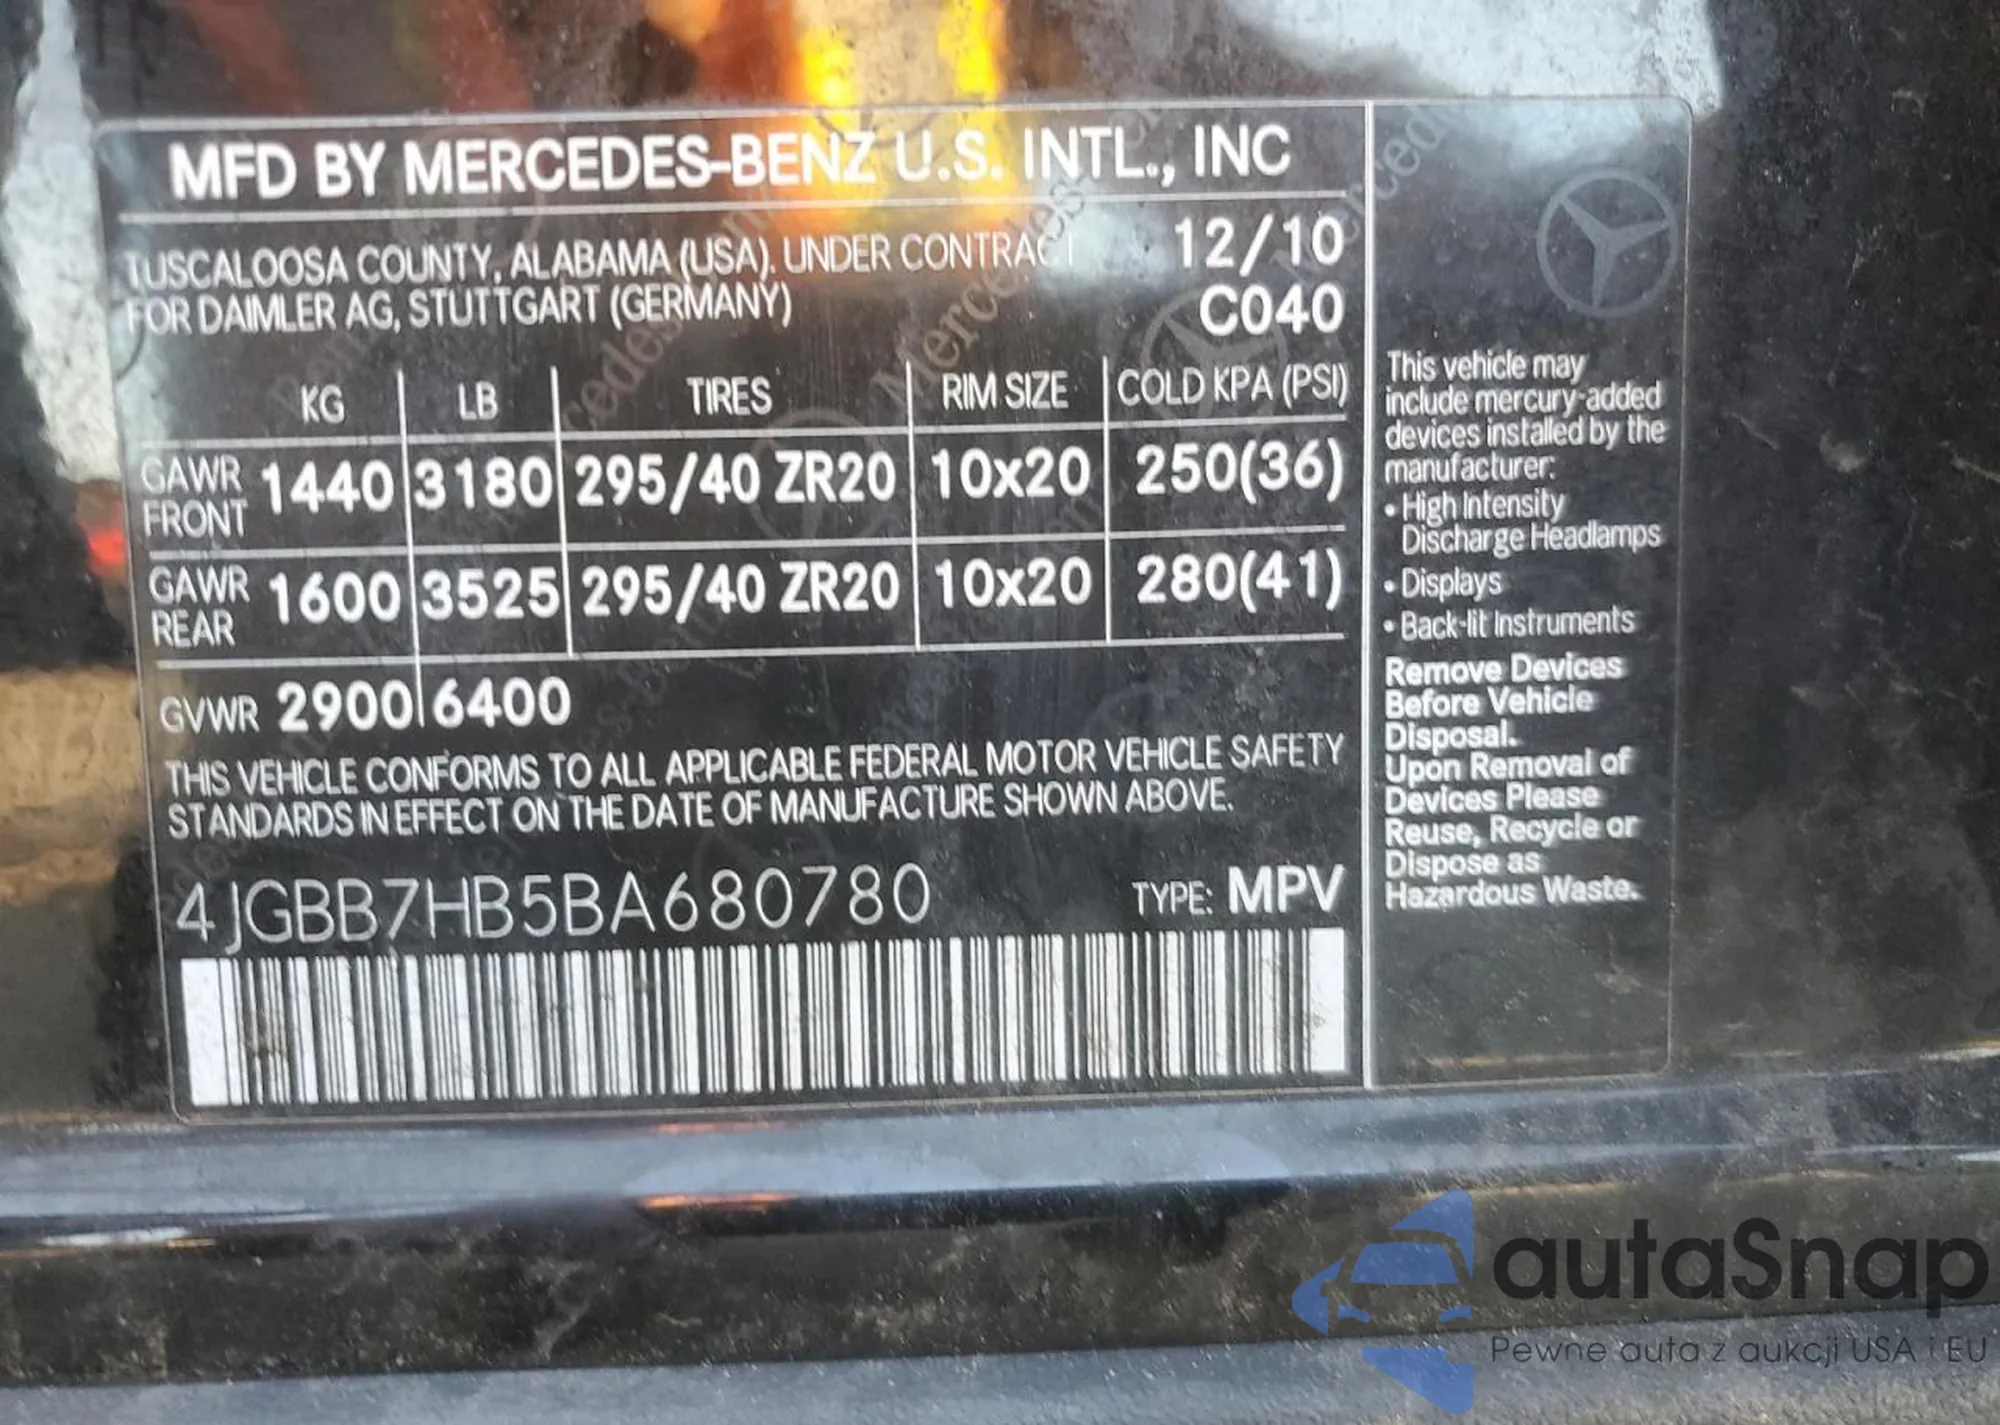 MFD BY MERCEDES-BENZ U.S. INTL., INC
TUSCALOOSA COUNTY, ALABAMA (USA). UNDER CONTRACT
FOR DAIMLER AG, STUTTGART (GERMANY)
12/10
C040
KG LB TIRES RIM SIZE COLD KPA (PSI)
GAWR FRONT 1440 3180 295/40 ZR20 10x20 250(36)
GAWR REAR 1600 3525 295/40 ZR20 10x20 280(41)
GVWR 2900 6400
THIS VEHICLE CONFORMS TO ALL APPLICABLE FEDERAL MOTOR VEHICLE SAFETY
STANDARDS IN EFFECT ON THE DATE OF MANUFACTURE SHOWN ABOVE.
4JGBB7HB5BA680780 TYPE: MPV
This vehicle may
include mercury-added
devices installed by the
manufacturer:
• High Intensity
Discharge Headlamps
• Displays
• Back-lit Instruments
Remove Devices
Before Vehicle
Disposal.
Upon Removal of
Devices Please
Reuse, Recycle or
Dispose as
Hazardous Waste.
autaSnap
Pewne auta z aukcji USA i EU